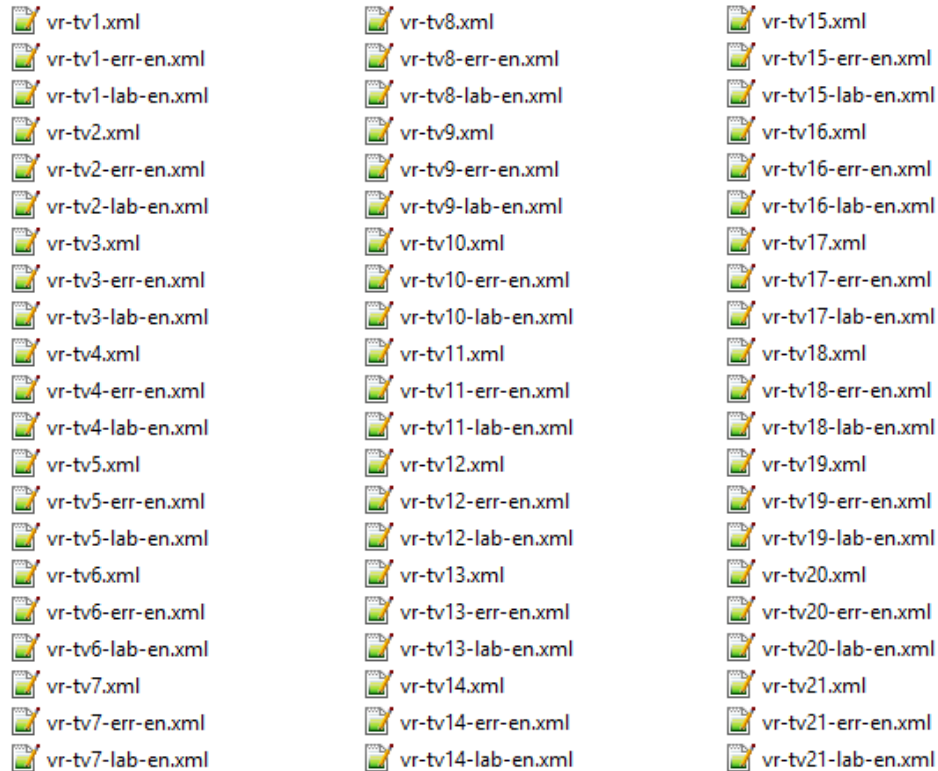 vr-tv1.xml
vr-tv1-err-en.xml
vr-tv1-lab-en.xml
vr-tv2.xml
vr-tv2-err-en.xml
vr-tv2-lab-en.xml
vr-tv3.xml
vr-tv3-err-en.xml
vr-tv3-lab-en.xml
vr-tv4.xml
vr-tv4-err-en.xml
vr-tv4-lab-en.xml
vr-tv5.xml
vr-tv5-err-en.xml
vr-tv5-lab-en.xml
vr-tv6.xml
vr-tv6-err-en.xml
vr-tv6-lab-en.xml
vr-tv7.xml
vr-tv7-err-en.xml
vr-tv7-lab-en.xml
vr-tv8.xml
vr-tv8-err-en.xml
vr-tv8-lab-en.xml
vr-tv9.xml
vr-tv9-err-en.xml
vr-tv9-lab-en.xml
vr-tv10.xml
vr-tv10-err-en.xml
vr-tv10-lab-en.xml
vr-tv11.xml
vr-tv11-err-en.xml
vr-tv11-lab-en.xml
vr-tv12.xml
vr-tv12-err-en.xml
vr-tv12-lab-en.xml
vr-tv13.xml
vr-tv13-err-en.xml
vr-tv13-lab-en.xml
vr-tv14.xml
vr-tv14-err-en.xml
vr-tv14-lab-en.xml
vr-tv15.xml
vr-tv15-err-en.xml
vr-tv15-lab-en.xml
vr-tv16.xml
vr-tv16-err-en.xml
vr-tv16-lab-en.xml
vr-tv17.xml
vr-tv17-err-en.xml
vr-tv17-lab-en.xml
vr-tv18.xml
vr-tv18-err-en.xml
vr-tv18-lab-en.xml
vr-tv19.xml
vr-tv19-err-en.xml
vr-tv19-lab-en.xml
vr-tv20.xml
vr-tv20-err-en.xml
vr-tv20-lab-en.xml
vr-tv21.xml
vr-tv21-err-en.xml
vr-tv21-lab-en.xml